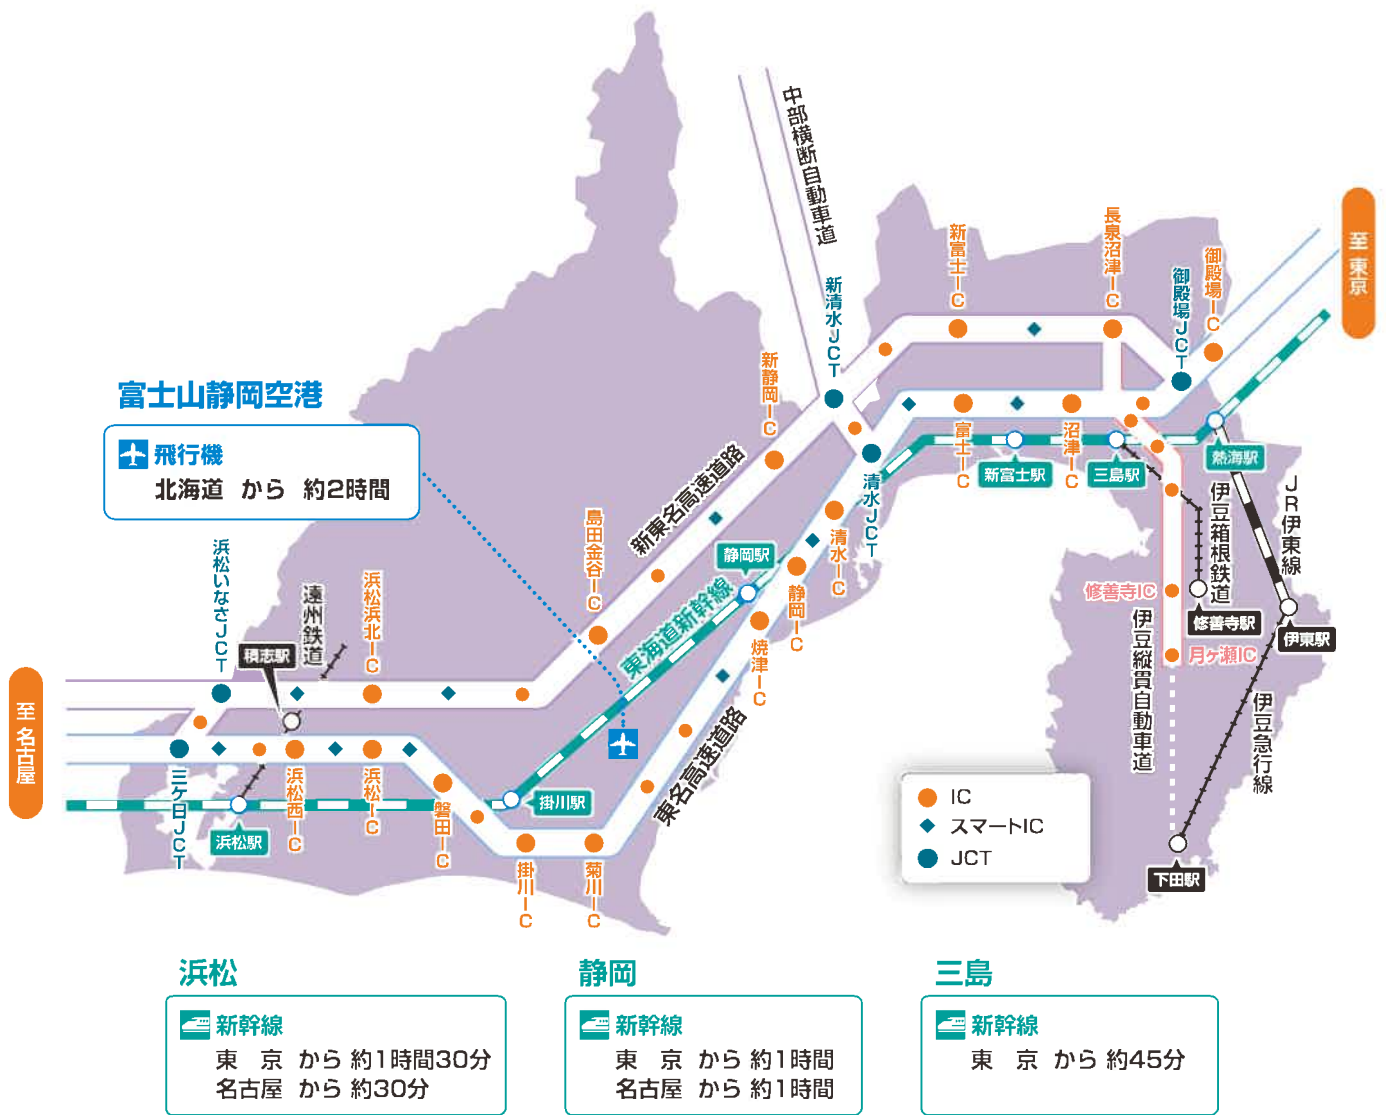 中部横断自動車道
新富士IC
長泉沼津IC
御殿場IC
御殿場JCT
至 東京
新清水JCT
新静岡IC
富士山静岡空港
飛行機
北海道 から 約2時間
新東名高速道路
富士IC
沼津IC
新富士駅
三島駅
熱海駅
清水JCT
清水IC
静岡駅
静岡IC
焼津IC
東海道新幹線
島田金谷IC
浜松いなさJCT
遠州鉄道
積志駅
浜松浜北IC
JR伊東線
伊豆箱根鉄道
修善寺IC
修善寺駅
伊東駅
月ヶ瀬IC
伊豆縦貫自動車道
伊豆急行線
下田駅
至 名古屋
三ケ日JCT
浜松駅
浜松西IC
浜松IC
磐田IC
掛川駅
掛川IC
菊川IC
東名高速道路
IC
スマートIC
JCT
浜松
新幹線
東 京 から 約1時間30分
名古屋 から 約30分
静岡
新幹線
東 京 から 約1時間
名古屋 から 約1時間
三島
新幹線
東 京 から 約45分